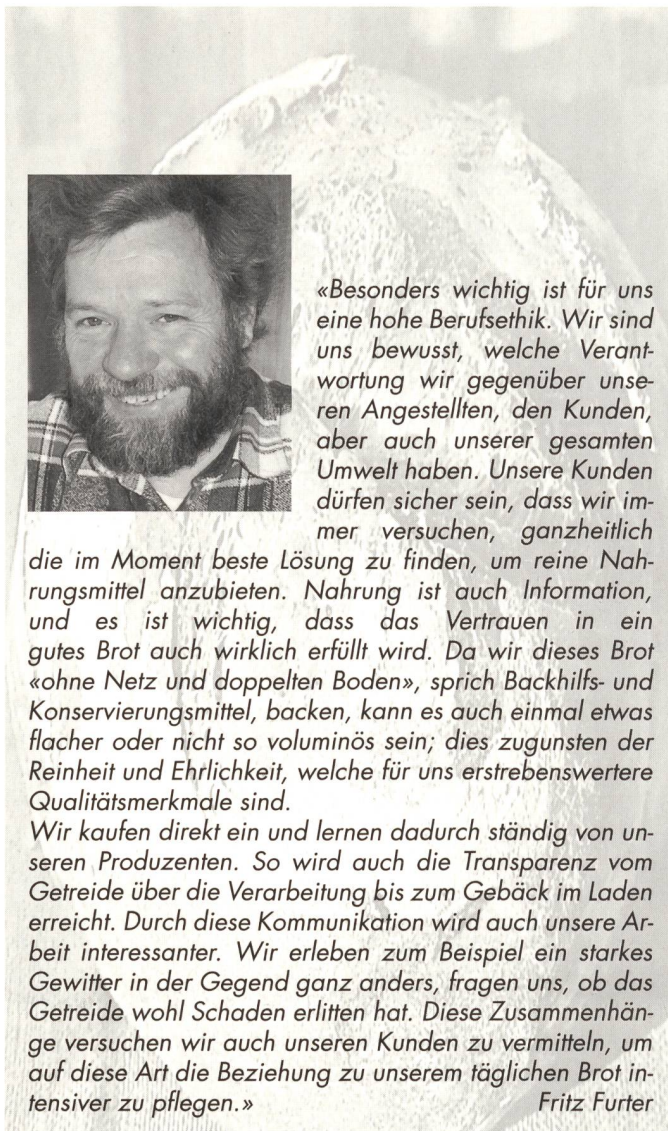 «Besonders wichtig ist für uns
eine hohe Berufsethik. Wir sind
uns bewusst, welche Verant-
wortung wir gegenüber unse-
ren Angestellten, den Kunden,
aber auch unserer gesamten
Umwelt haben. Unsere Kunden
dürfen sicher sein, dass wir im-
mer versuchen, ganzheitlich
die im Moment beste Lösung zu finden, um reine Nah-
rungsmittel anzubieten. Nahrung ist auch Information,
und es ist wichtig, dass das Vertrauen in ein
gutes Brot auch wirklich erfüllt wird. Da wir dieses Brot
«ohne Netz und doppelten Boden», sprich Backhilfs- und
Konservierungsmittel, backen, kann es auch einmal etwas
flacher oder nicht so voluminös sein; dies zugunsten der
Reinheit und Ehrlichkeit, welche für uns erstrebenswertere
Qualitätsmerkmale sind.
Wir kaufen direkt ein und lernen dadurch ständig von un-
seren Produzenten. So wird auch die Transparenz vom
Getreide über die Verarbeitung bis zum Gebäck im Laden
erreicht. Durch diese Kommunikation wird auch unsere Ar-
beit interessanter. Wir erleben zum Beispiel ein starkes
Gewitter in der Gegend ganz anders, fragen uns, ob das
Getreide wohl Schaden erlitten hat. Diese Zusammenhän-
ge versuchen wir auch unseren Kunden zu vermitteln, um
auf diese Art die Beziehung zu unserem täglichen Brot in-
tensiver zu pflegen.» Fritz Furter